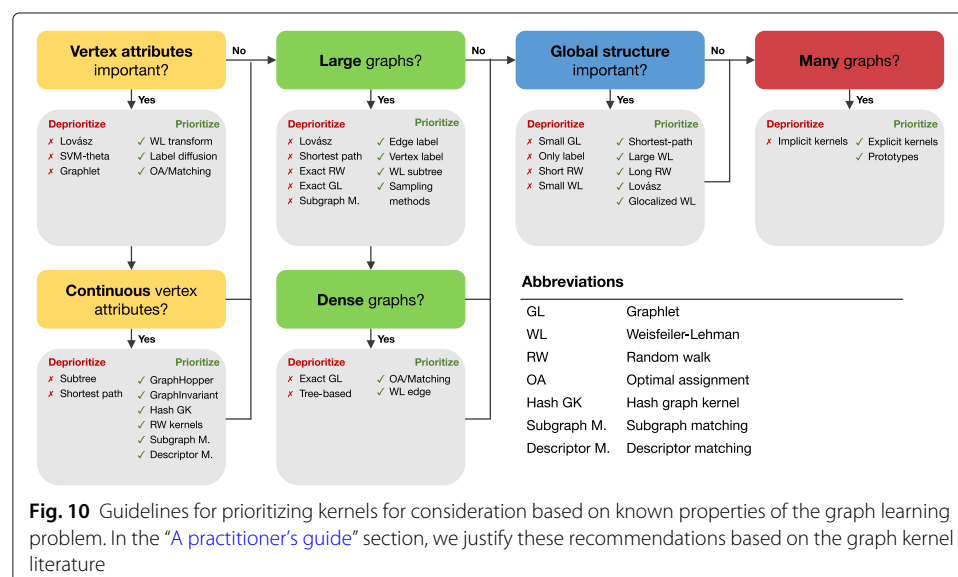 Vertex attributes
important?
No
Large graphs?
No
Global structure
important?
No
Many graphs?
Yes
Yes
Yes
Yes
Deprioritize
Prioritize
✗ Lovász
✗ SVM-theta
✗ Graphlet
✓ WL transform
✓ Label diffusion
✓ OA/Matching
Deprioritize
Prioritize
✗ Lovász
✗ Shortest path
✗ Exact RW
✗ Exact GL
✗ Subgraph M.
✓ Edge label
✓ Vertex label
✓ WL subtree
✓ Sampling
methods
Deprioritize
Prioritize
✗ Small GL
✗ Only label
✗ Short RW
✗ Small WL
✓ Shortest-path
✓ Large WL
✓ Long RW
✓ Lovász
✓ Glocalized WL
Deprioritize
Prioritize
✗ Implicit kernels
✓ Explicit kernels
✓ Prototypes
Continuous vertex
attributes?
Yes
Deprioritize
Prioritize
✗ Subtree
✗ Shortest path
✓ GraphHopper
✓ GraphInvariant
✓ Hash GK
✓ RW kernels
✓ Subgraph M.
✓ Descriptor M.
Dense graphs?
Yes
Deprioritize
Prioritize
✗ Exact GL
✗ Tree-based
✓ OA/Matching
✓ WL edge
Abbreviations
GL Graphlet
WL Weisfeiler-Lehman
RW Random walk
OA Optimal assignment
Hash GK Hash graph kernel
Subgraph M. Subgraph matching
Descriptor M. Descriptor matching
Fig. 10 Guidelines for prioritizing kernels for consideration based on known properties of the graph learning
problem. In the “A practitioner’s guide” section, we justify these recommendations based on the graph kernel
literature